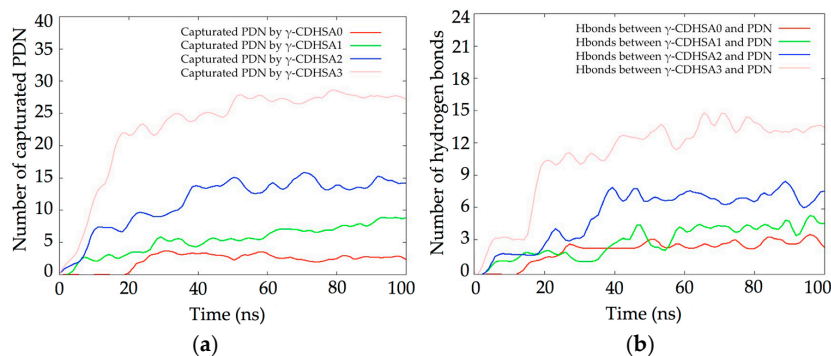 40
35
30
25
20
15
10
5
0
Number of capturated PDN
Capturated PDN by γ-CDHSA0
Capturated PDN by γ-CDHSA1
Capturated PDN by γ-CDHSA2
Capturated PDN by γ-CDHSA3
0 20 40 60 80 100
Time (ns)
(a)
24
21
18
15
12
9
6
3
0
Number of hydrogen bonds
Hbonds between γ-CDHSA0 and PDN
Hbonds between γ-CDHSA1 and PDN
Hbonds between γ-CDHSA2 and PDN
Hbonds between γ-CDHSA3 and PDN
0 20 40 60 80 100
Time (ns)
(b)